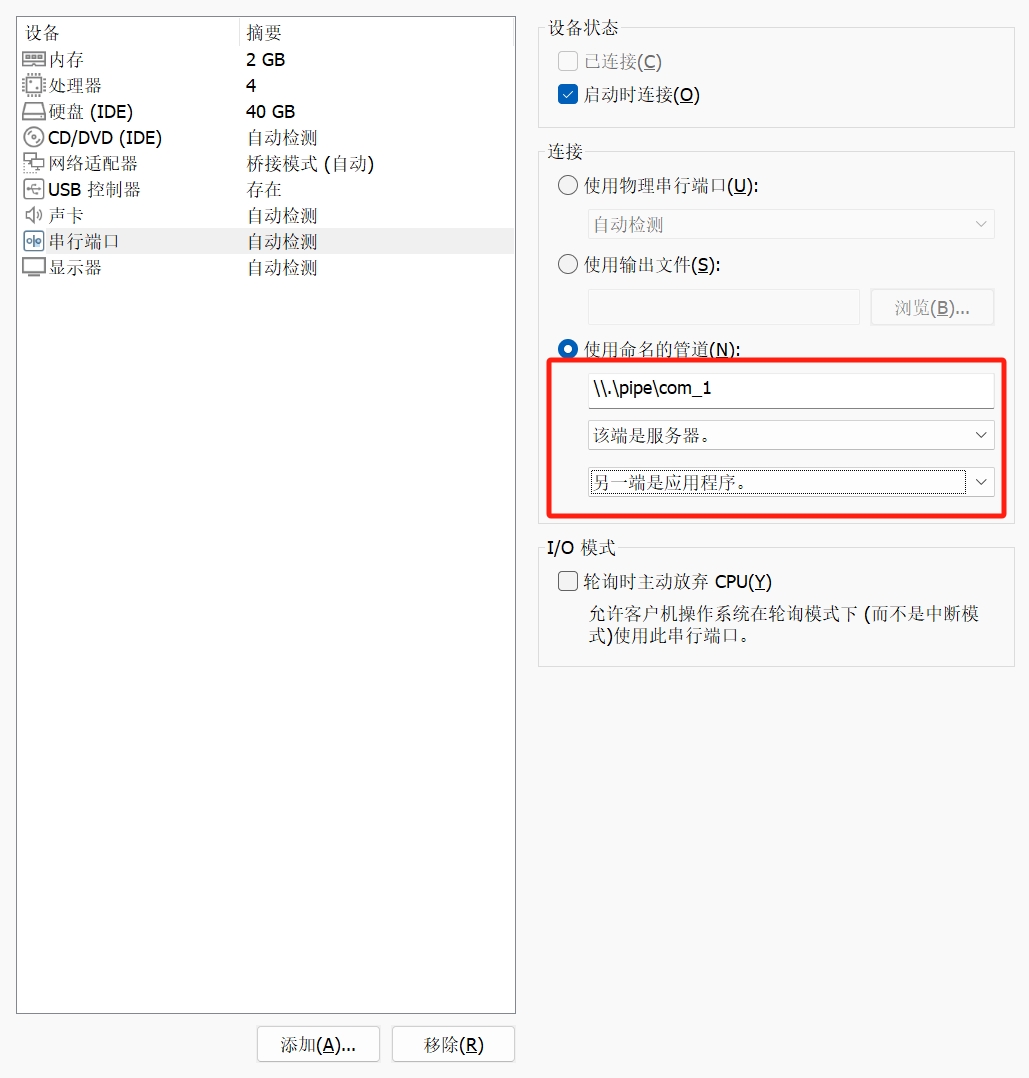 设备 摘要
内存 2 GB
处理器 4
硬盘 (IDE) 40 GB
CD/DVD (IDE) 自动检测
网络适配器 桥接模式 (自动)
USB 控制器 存在
声卡 自动检测
串行端口 自动检测
显示器 自动检测
添加(A)... 移除(R)
设备状态
已连接(C)
启动时连接(O)
连接
使用物理串行端口(U):
自动检测
使用输出文件(S):
浏览(B)...
使用命名的管道(N):
\\.\pipe\com_1
该端是服务器。
另一端是应用程序。
I/O 模式
轮询时主动放弃 CPU(Y)
允许客户机操作系统在轮询模式下 (而不是中断模
式)使用此串行端口。